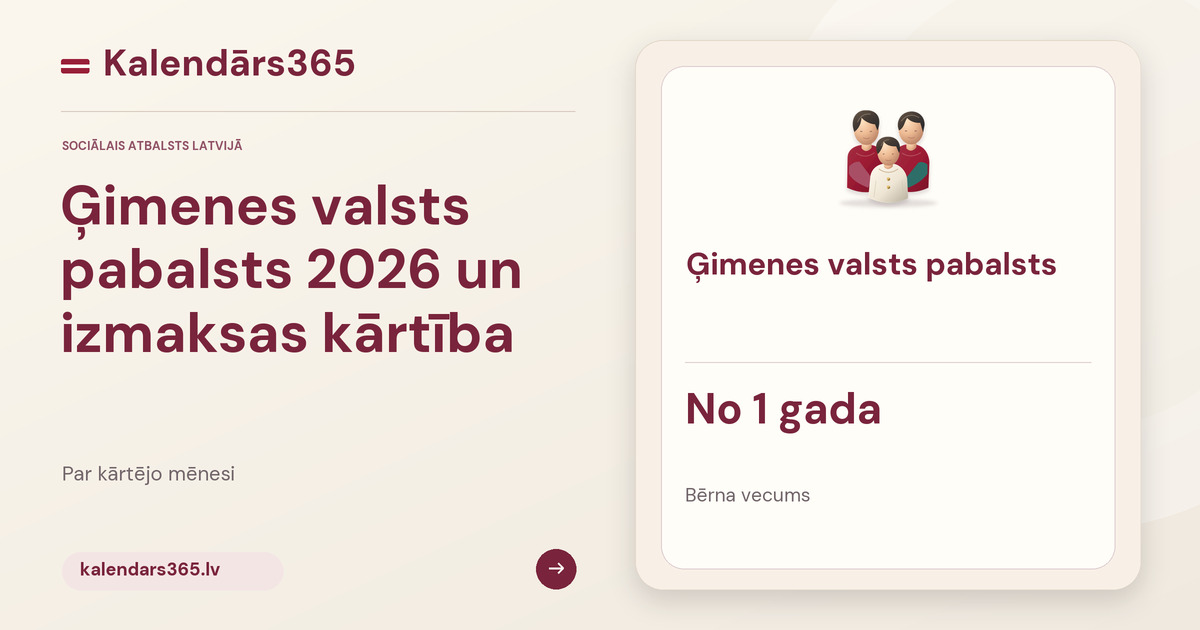 Kalendārs365
SOCIĀLAIS ATBALSTS LATVIJĀ
Ģimenes valsts
pabalsts 2026 un
izmaksas kārtība
Par kārtējo mēnesi
kalendars365.lv
Ģimenes valsts pabalsts
No 1 gada
Bērna vecums